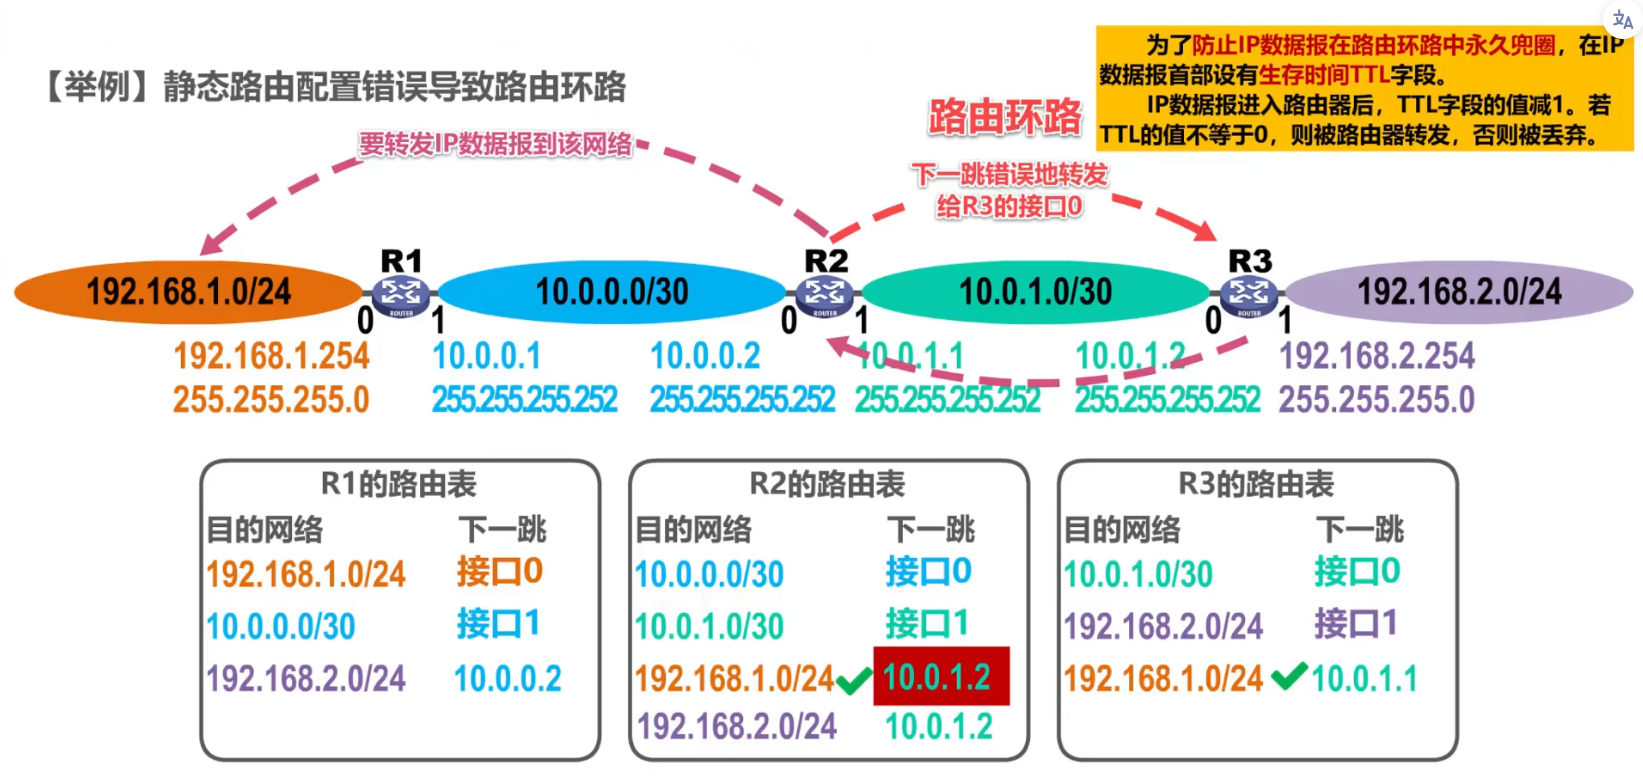 为了防止IP数据报在路由环路中永久兜圈，在IP
数据报首部设有生存时间TTL字段。
IP数据报进入路由器后，TTL字段的值减1。若
TTL的值不等于0，则被路由器转发，否则被丢弃。
【举例】静态路由配置错误导致路由环路
路由环路
要转发IP数据报到该网络
下一跳错误地转发
给R3的接口0
R1 R2 R3
192.168.1.0/24 10.0.0.0/30 10.0.1.0/30 192.168.2.0/24
ROUTER ROUTER ROUTER
0 1 0 1 0 1
192.168.1.254 10.0.0.1 10.0.0.2 10.0.1.1 10.0.1.2 192.168.2.254
255.255.255.0 255.255.255.252 255.255.255.252 255.255.255.252 255.255.255.252 255.255.255.0
R1的路由表
目的网络 下一跳
192.168.1.0/24 接口0
10.0.0.0/30 接口1
192.168.2.0/24 10.0.0.2
R2的路由表
目的网络 下一跳
10.0.0.0/30 接口0
10.0.1.0/30 接口1
192.168.1.0/24 10.0.1.2
192.168.2.0/24 10.0.1.2
R3的路由表
目的网络 下一跳
10.0.1.0/30 接口0
192.168.2.0/24 接口1
192.168.1.0/24 10.0.1.1